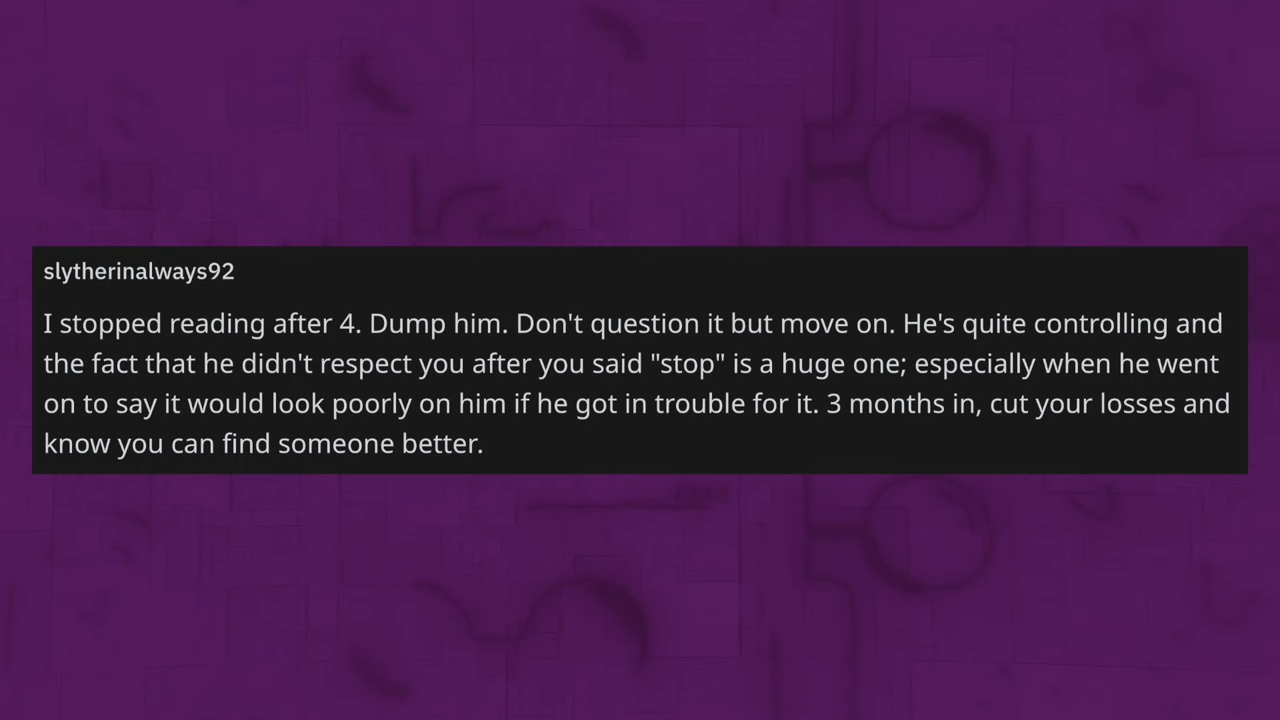 slytherinalways92
I stopped reading after 4. Dump him. Don't question it but move on. He's quite controlling and
the fact that he didn't respect you after you said "stop" is a huge one; especially when he went
on to say it would look poorly on him if he got in trouble for it. 3 months in, cut your losses and
know you can find someone better.